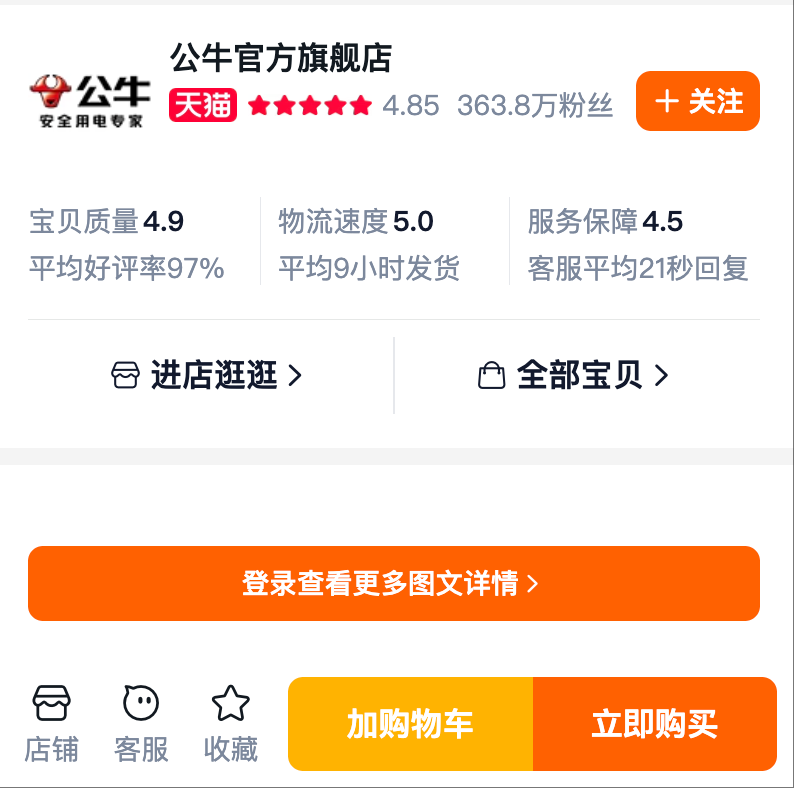 公牛官方旗舰店
公牛
安全用电专家
天猫 4.85 363.8万粉丝
关注
宝贝质量4.9
平均好评率97%
物流速度5.0
平均9小时发货
服务保障4.5
客服平均21秒回复
进店逛逛
全部宝贝
登录查看更多图文详情
店铺
客服
收藏
加购物车
立即购买